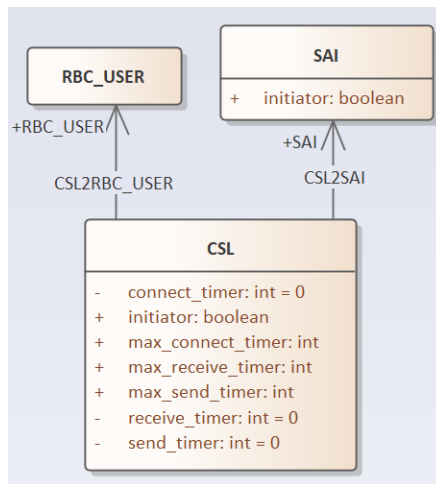 RBC_USER
SAI
+ initiator: boolean
+RBC_USER
+SAI
CSL2RBC_USER
CSL2SAI
CSL
- connect_timer: int = 0
+ initiator: boolean
+ max_connect_timer: int
+ max_receive_timer: int
+ max_send_timer: int
- receive_timer: int = 0
- send_timer: int = 0